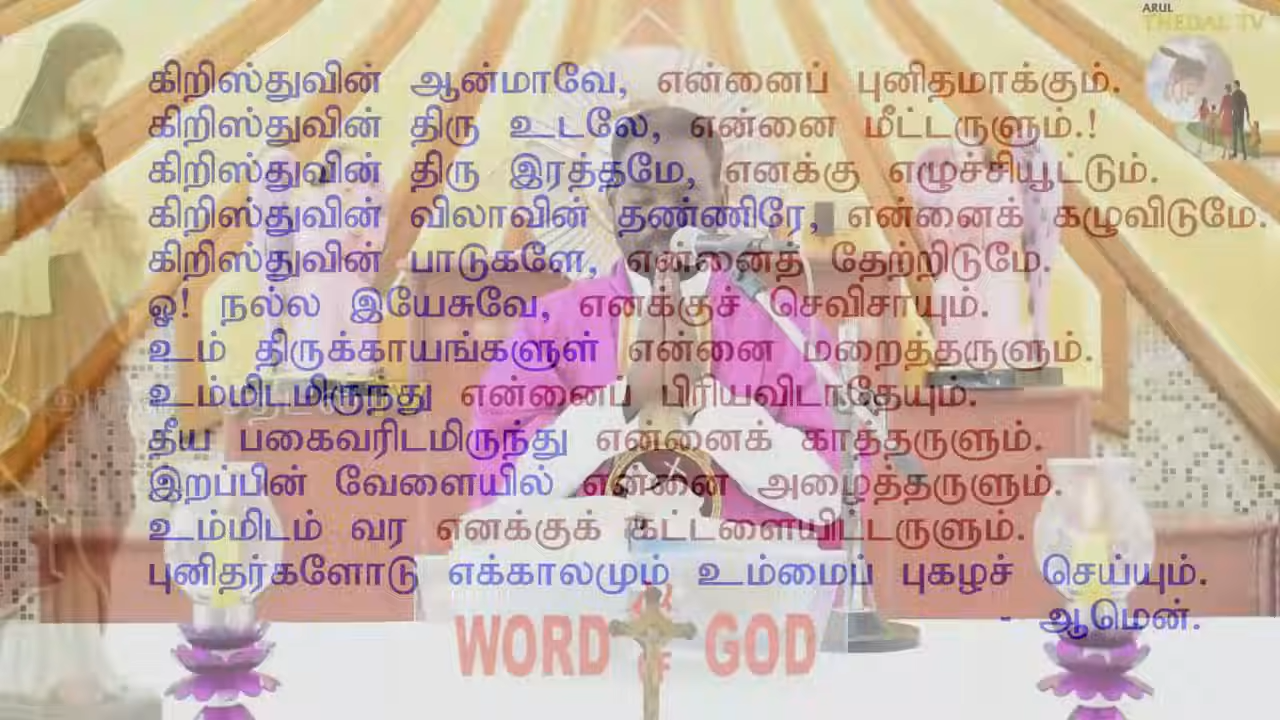 ARUL
THEDAL TV
கிறிஸ்துவின் ஆன்மாவே, என்னைப் புனிதமாக்கும்.
கிறிஸ்துவின் திரு உடலே, என்னை மீட்டருளும்.!
கிறிஸ்துவின் திரு இரத்தமே, எனக்கு எழுச்சியூட்டும்.
கிறிஸ்துவின் விலாவின் தண்ணிரே, என்னைக் கழுவிடுமே.
கிறிஸ்துவின் பாடுகளே, என்னைத் தேற்றிடுமே.
ஓ! நல்ல இயேசுவே, எனக்குச் செவிசாயும்.
உம் திருக்காயங்களுள் என்னை மறைத்தருளும்.
உம்மிடமிருந்து என்னைப் பிரியவிடாதேயும்.
தீய பகைவரிடமிருந்து என்னைக் காத்தருளும்.
இறப்பின் வேளையில் என்னை அழைத்தருளும்.
உம்மிடம் வர எனக்குக் கட்டளையிட்டருளும்.
புனிதர்களோடு எக்காலமும் உம்மைப் புகழச் செய்யும்.
- ஆமென்.
WORD OF GOD